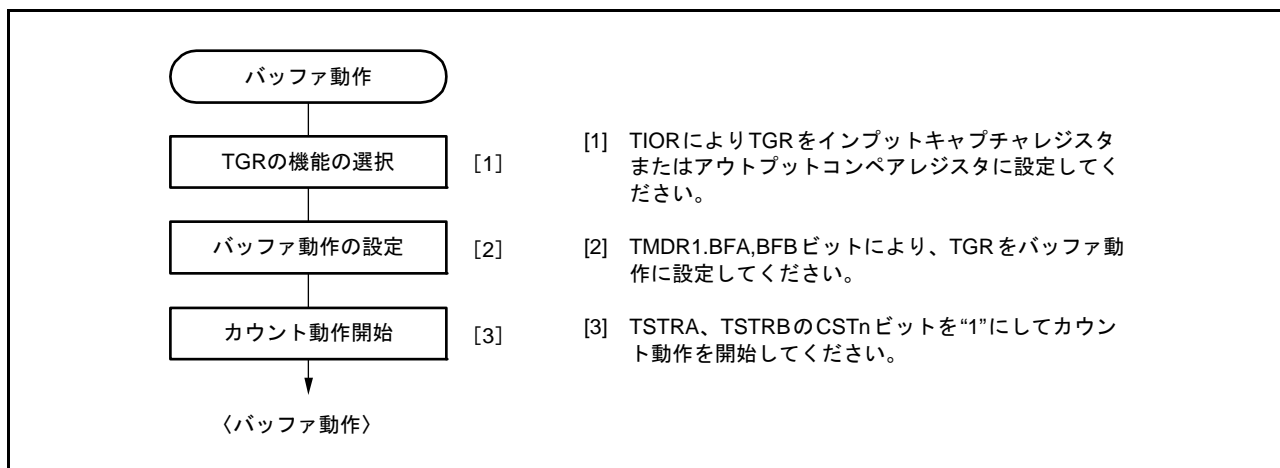 バッファ動作
TGRの機能の選択
[1]
[1] TIORによりTGRをインプットキャプチャレジスタ
またはアウトプットコンペアレジスタに設定してく
ださい。
バッファ動作の設定
[2]
[2] TMDR1.BFA,BFBビットにより、TGRをバッファ動
作に設定してください。
カウント動作開始
[3]
[3] TSTRA、TSTRBのCSTnビットを“1”にしてカウン
ト動作を開始してください。
〈バッファ動作〉